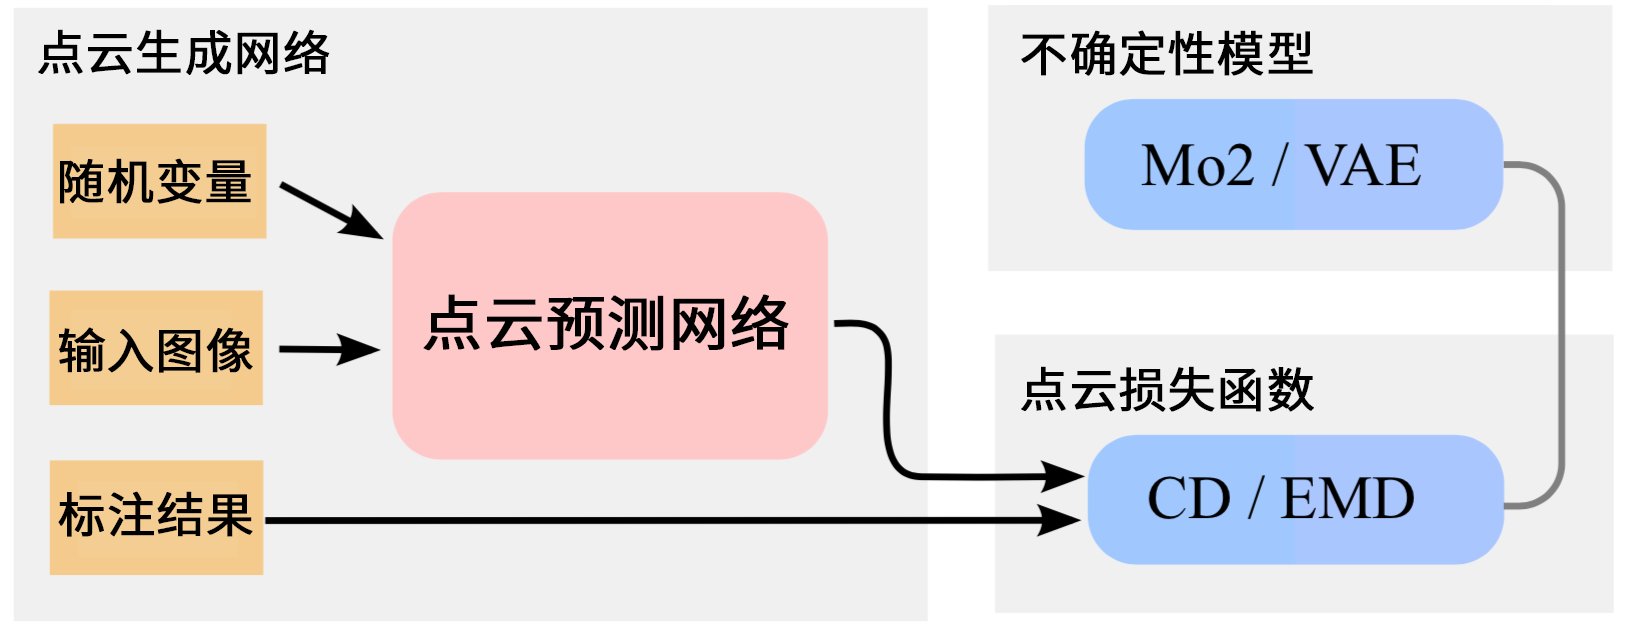 点云生成网络
随机变量
输入图像
标注结果
点云预测网络
不确定性模型
Mo2 / VAE
点云损失函数
CD / EMD